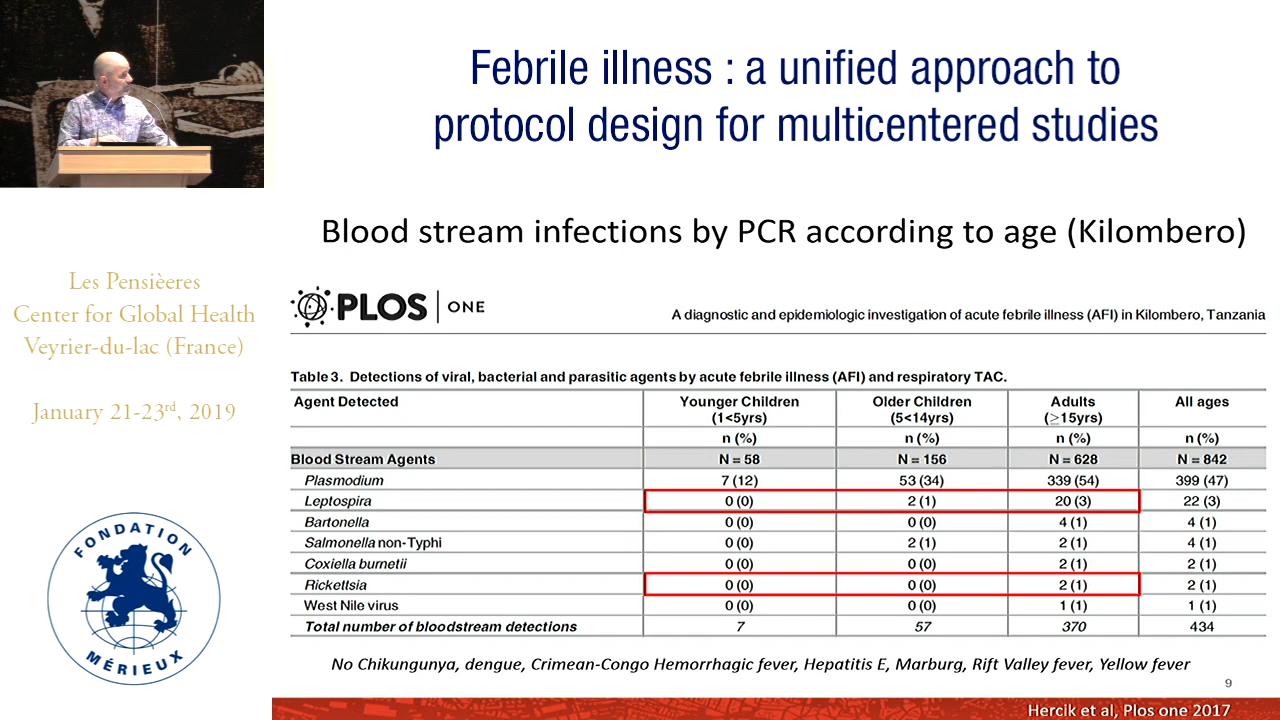 Febrile illness : a unified approach to
protocol design for multicentered studies
Les Pensièeres
Center for Global Health
Veyrier-du-lac (France)
January 21-23rd, 2019
FONDATION
MÉRIEUX
Blood stream infections by PCR according to age (Kilombero)
PLOS | ONE
A diagnostic and epidemiologic investigation of acute febrile illness (AFI) in Kilombero, Tanzania
Table 3. Detections of viral, bacterial and parasitic agents by acute febrile illness (AFI) and respiratory TAC.
Agent Detected Younger Children (1<5yrs) Older Children (5<14yrs) Adults (≥15yrs) All ages
n (%) n (%) n (%) n (%)
Blood Stream Agents N = 58 N = 156 N = 628 N = 842
Plasmodium 7 (12) 53 (34) 339 (54) 399 (47)
Leptospira 0 (0) 2 (1) 20 (3) 22 (3)
Bartonella 0 (0) 0 (0) 4 (1) 4 (1)
Salmonella non-Typhi 0 (0) 2 (1) 2 (1) 4 (1)
Coxiella burnetii 0 (0) 0 (0) 2 (1) 2 (1)
Rickettsia 0 (0) 0 (0) 2 (1) 2 (1)
West Nile virus 0 (0) 0 (0) 1 (1) 1 (1)
Total number of bloodstream detections 7 57 370 434
No Chikungunya, dengue, Crimean-Congo Hemorrhagic fever, Hepatitis E, Marburg, Rift Valley fever, Yellow fever
9
Hercik et al, Plos one 2017